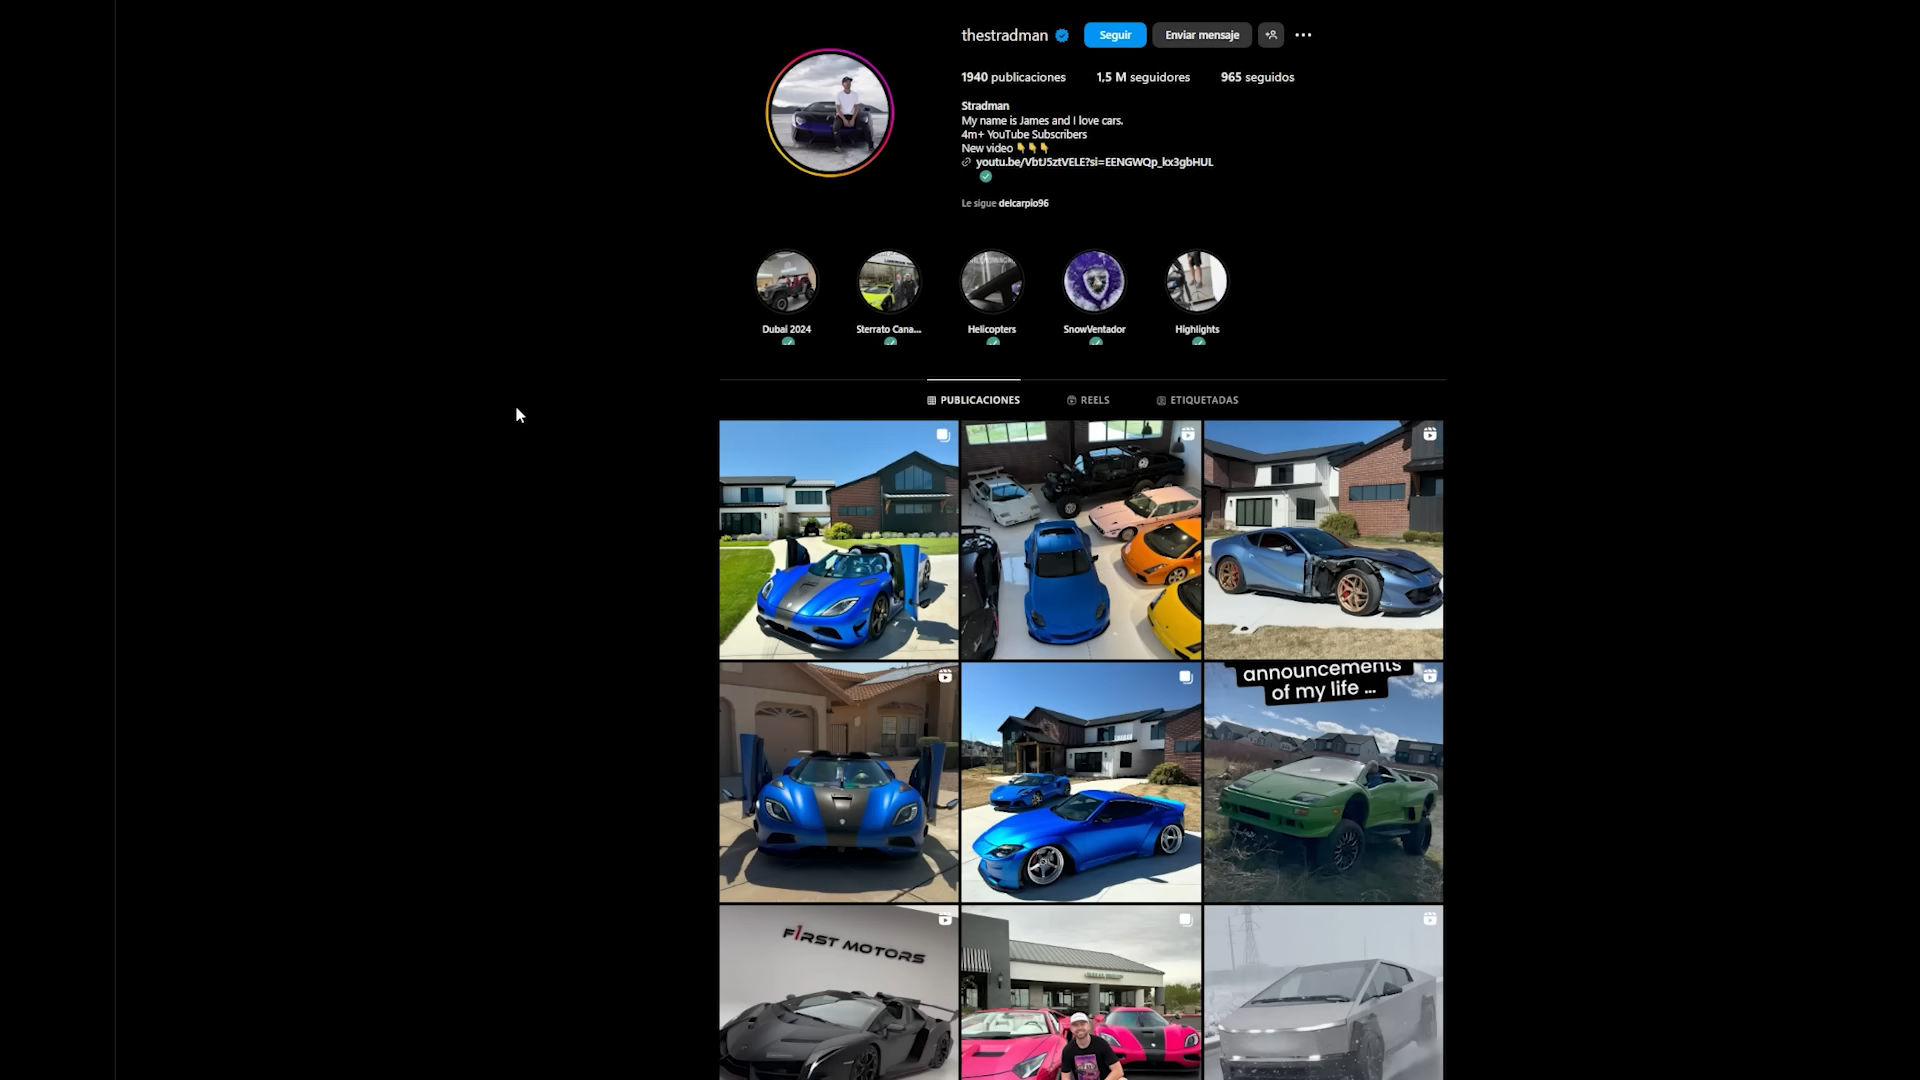 thestradman
Seguir
Enviar mensaje
1940 publicaciones
1,5 M seguidores
965 seguidos
Stradman
My name is James and I love cars.
4m+ YouTube Subscribers
New video 👇👇👇
youtu.be/VbtJ5ztVELE?si=EENGWQp_kx3gbHUL
Le sigue delcarpio96
Dubai 2024
Sterrato Cana...
Helicopters
SnowVentador
Highlights
PUBLICACIONES
REELS
ETIQUETADAS
announcements
of my life ...
F1RST MOTORS